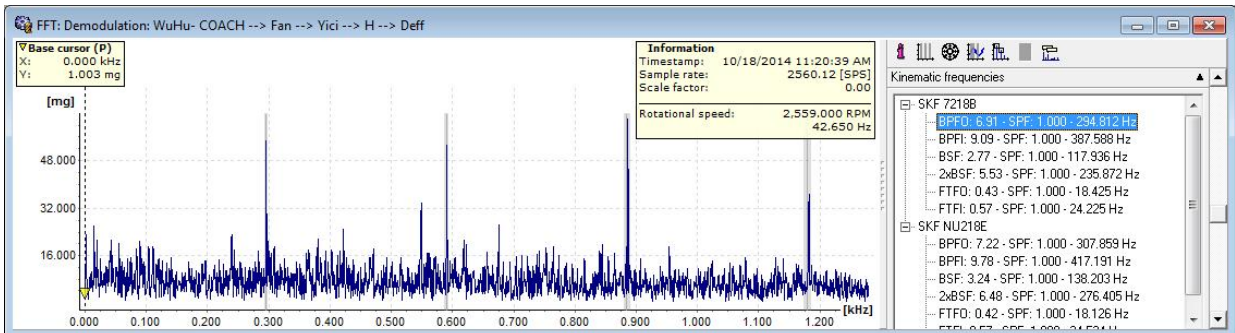 FFT: Demodulation: WuHu- COACH --> Fan --> Yici --> H --> Deff
Base cursor (P)
X: 0.000 kHz
Y: 1.003 mg
Information
Timestamp: 10/18/2014 11:20:39 AM
Sample rate: 2560.12 [SPS]
Scale factor: 0.00
Rotational speed: 2,559.000 RPM
42.650 Hz
[mg]
48.000
32.000
16.000
0.000 0.100 0.200 0.300 0.400 0.500 0.600 0.700 0.800 0.900 1.000 1.100 1.200 [kHz]
Kinematic frequencies
SKF 7218B
BPFO: 6.91 - SPF: 1.000 - 294.812 Hz
BPFI: 9.09 - SPF: 1.000 - 387.588 Hz
BSF: 2.77 - SPF: 1.000 - 117.936 Hz
2xBSF: 5.53 - SPF: 1.000 - 235.872 Hz
FTFO: 0.43 - SPF: 1.000 - 18.425 Hz
FTFI: 0.57 - SPF: 1.000 - 24.225 Hz
SKF NU218E
BPFO: 7.22 - SPF: 1.000 - 307.859 Hz
BPFI: 9.78 - SPF: 1.000 - 417.191 Hz
BSF: 3.24 - SPF: 1.000 - 138.203 Hz
2xBSF: 6.48 - SPF: 1.000 - 276.405 Hz
FTFO: 0.42 - SPF: 1.000 - 18.126 Hz